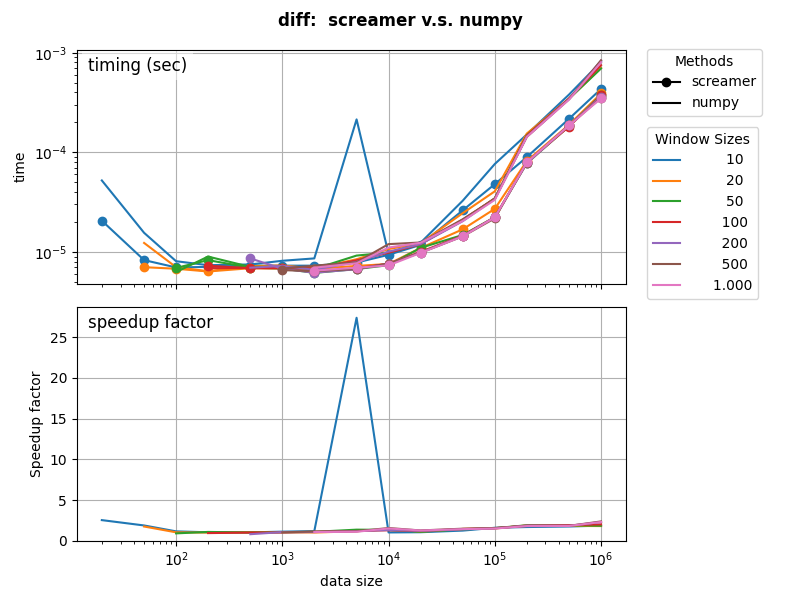 diff:  screamer v.s. numpy
timing (sec)
time
10⁻³
10⁻⁴
10⁻⁵
Methods
screamer
numpy
Window Sizes
10
20
50
100
200
500
1.000
speedup factor
Speedup factor
25
20
15
10
5
0
10² 10³ 10⁴ 10⁵ 10⁶
data size